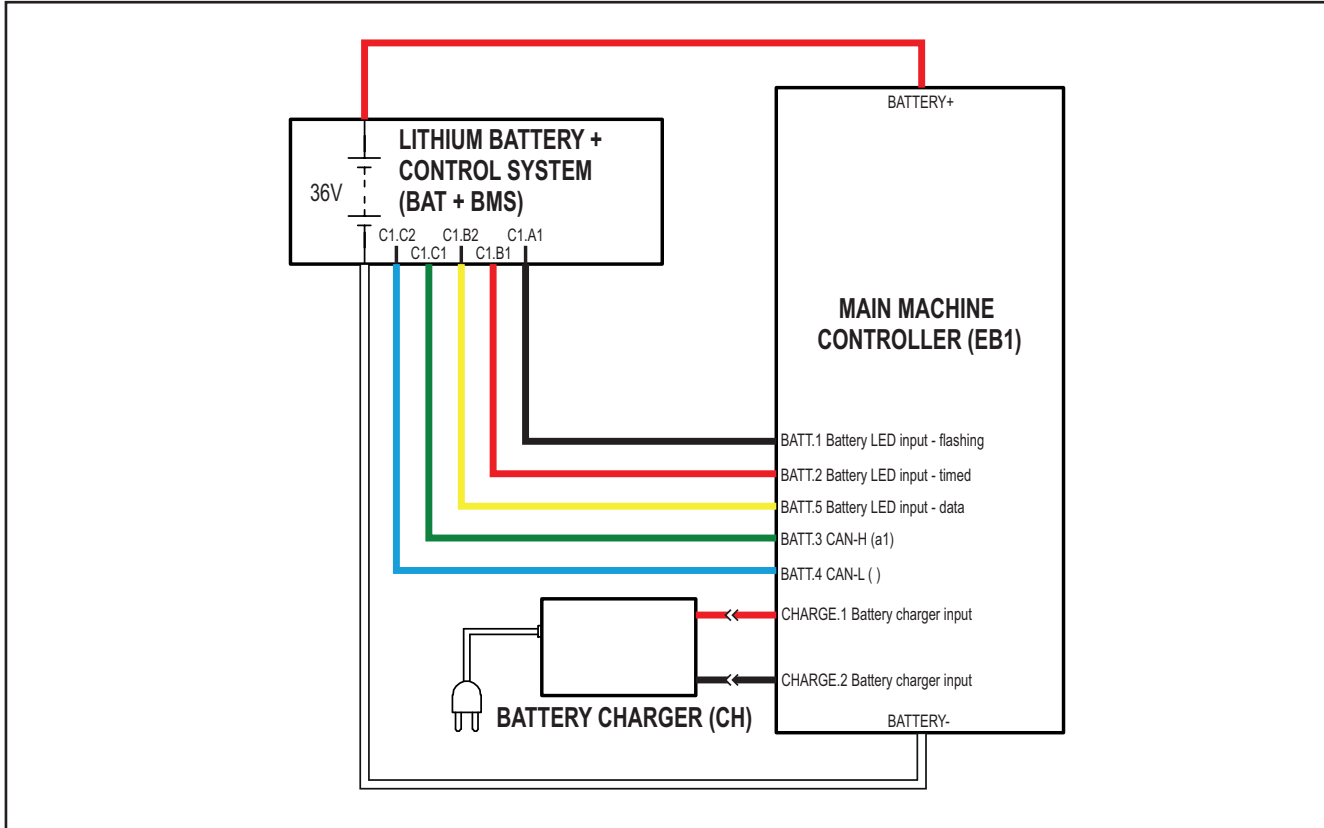 BATTERY+
LITHIUM BATTERY +
CONTROL SYSTEM
(BAT + BMS)
36V
C1.C2
C1.B2
C1.A1
C1.C1
C1.B1
MAIN MACHINE
CONTROLLER (EB1)
BATT.1 Battery LED input - flashing
BATT.2 Battery LED input - timed
BATT.5 Battery LED input - data
BATT.3 CAN-H (a1)
BATT.4 CAN-L ( )
CHARGE.1 Battery charger input
CHARGE.2 Battery charger input
BATTERY CHARGER (CH)
BATTERY-